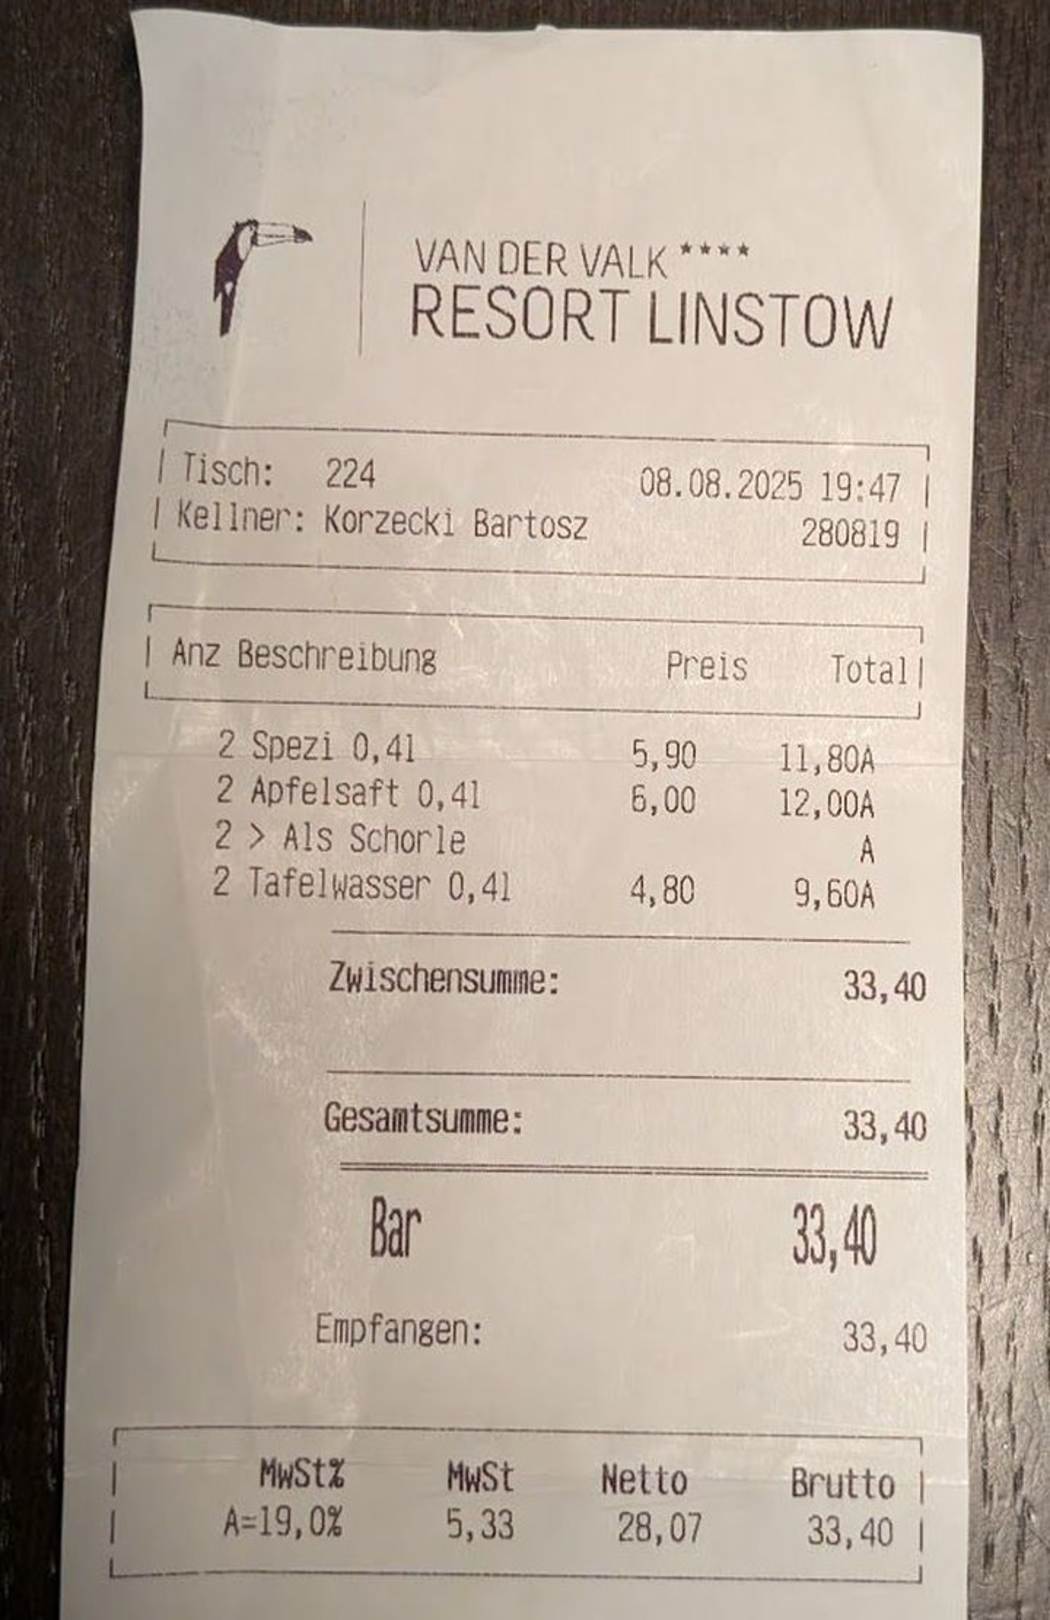 VAN DER VALK ****
RESORT LINSTOW
Tisch: 224 08.08.2025 19:47
Kellner: Korzecki Bartosz 280819
Anz Beschreibung Preis Total
2 Spezi 0,4l 5,90 11,80A
2 Apfelsaft 0,4l 6,00 12,00A
2 > Als Schorle A
2 Tafelwasser 0,4l 4,80 9,60A
Zwischensumme: 33,40
Gesamtsumme: 33,40
Bar 33,40
Empfangen: 33,40
MwSt% MwSt Netto Brutto
A=19,0% 5,33 28,07 33,40